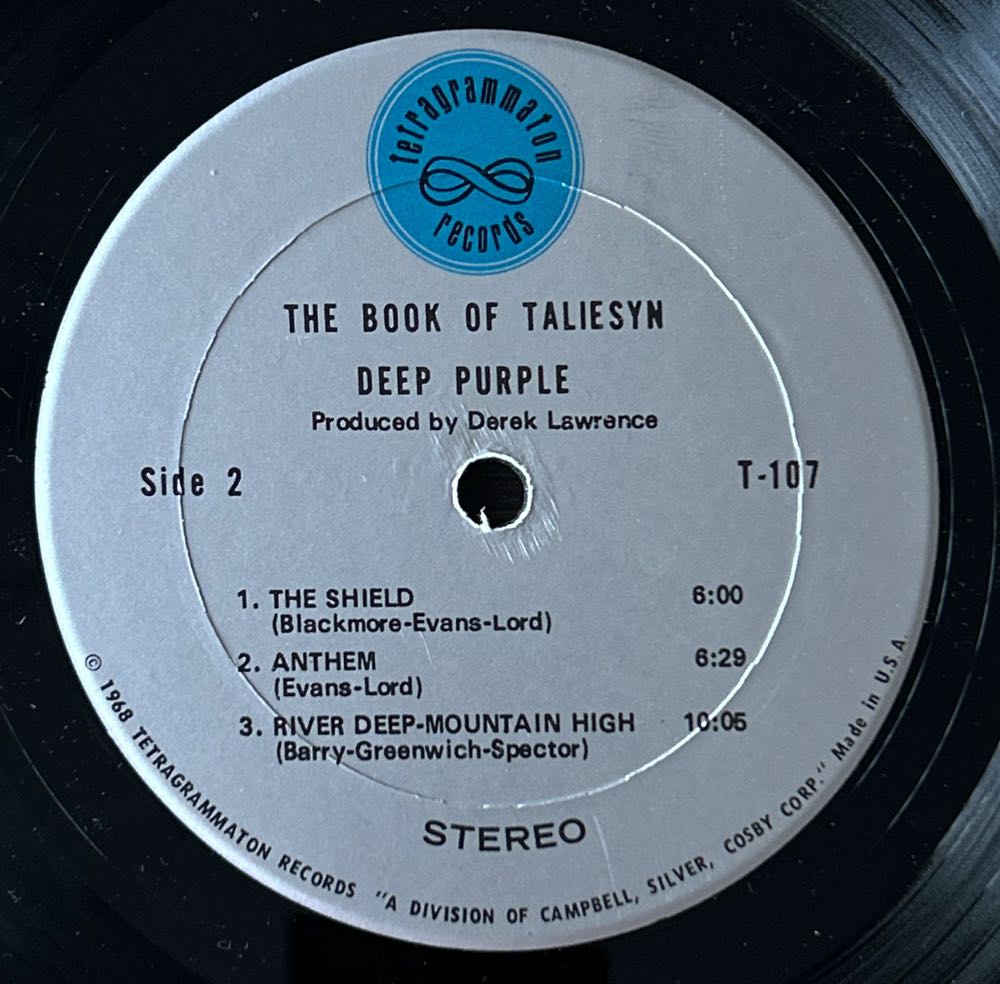 tetragrammaton
records
THE BOOK OF TALIESYN
DEEP PURPLE
Produced by Derek Lawrence
Side 2
T-107
1. THE SHIELD 6:00
(Blackmore-Evans-Lord)
2. ANTHEM 6:29
(Evans-Lord)
3. RIVER DEEP-MOUNTAIN HIGH 10:05
(Barry-Greenwich-Spector)
STEREO
© 1968 TETRAGRAMMATON RECORDS "A DIVISION OF CAMPBELL, SILVER, COSBY CORP." Made in U.S.A.